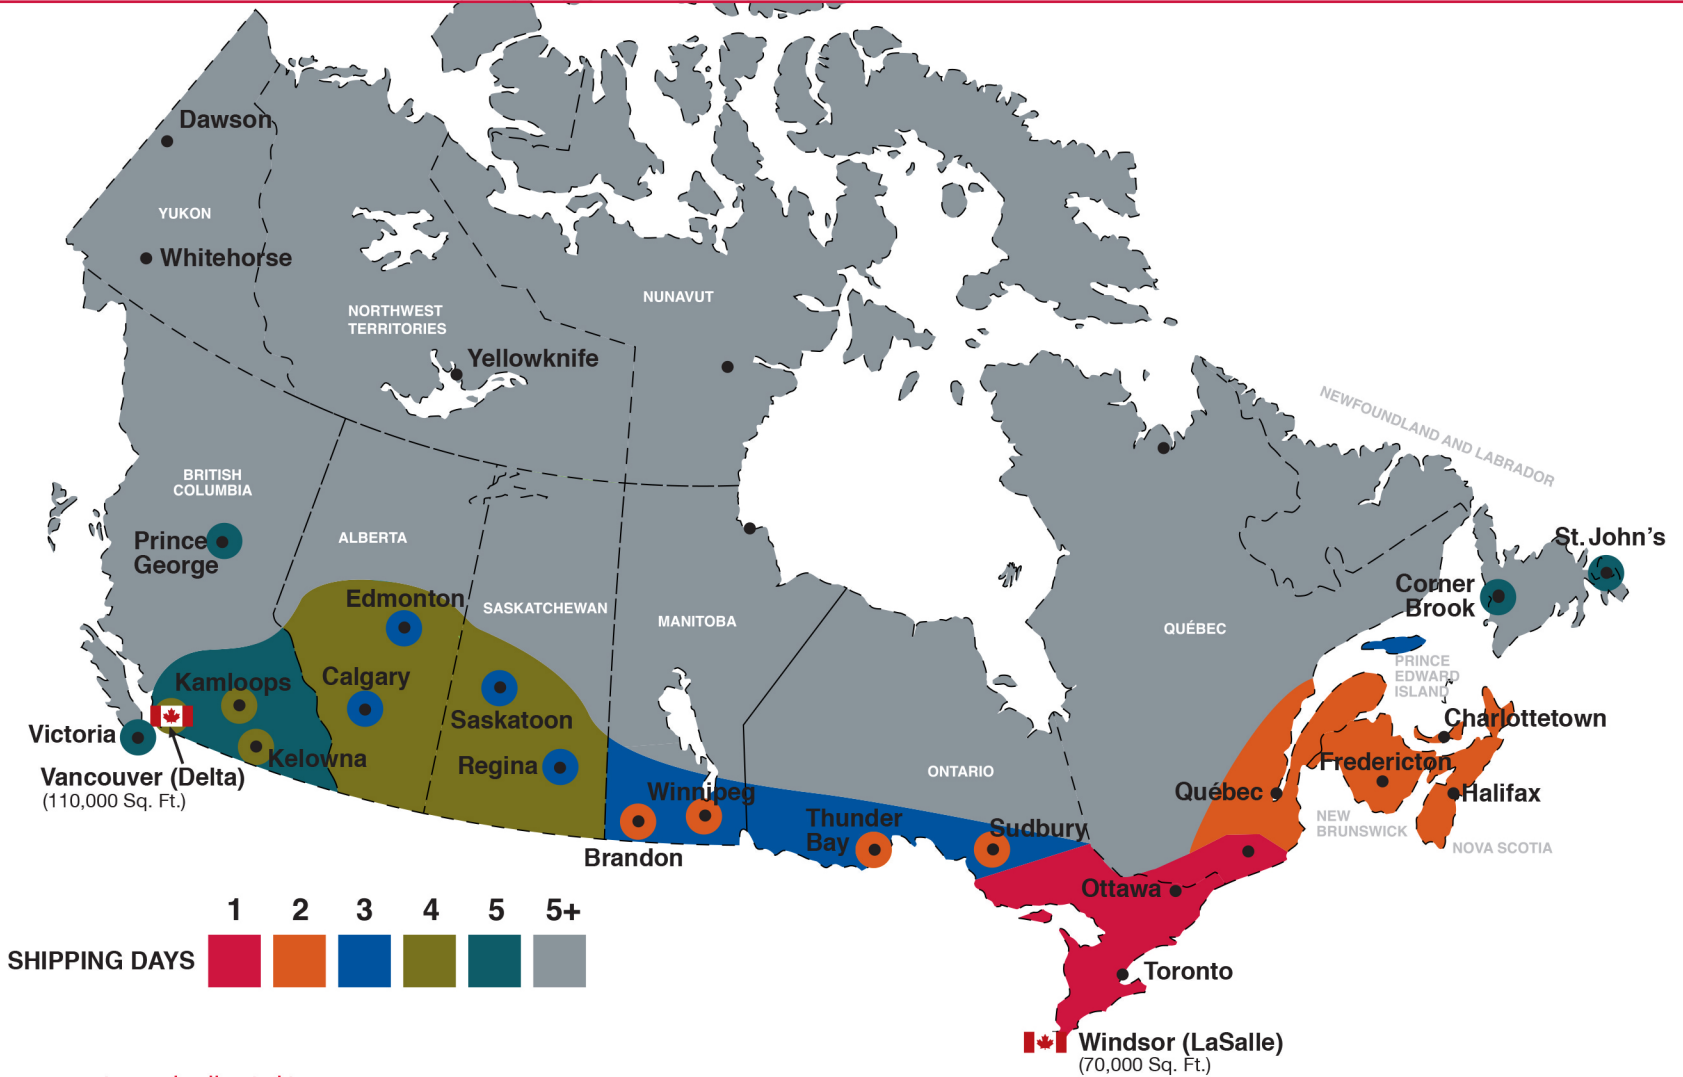 Dawson
YUKON
Whitehorse
NORTHWEST
TERRITORIES
NUNAVUT
Yellowknife
NEWFOUNDLAND AND LABRADOR
BRITISH
COLUMBIA
Prince
George
ALBERTA
St. John's
Edmonton
SASKATCHEWAN
MANITOBA
QUÉBEC
Corner
Brook
PRINCE
EDWARD
ISLAND
Kamloops
Calgary
Saskatoon
Charlottetown
Victoria
Kelowna
Regina
ONTARIO
Fredericton
Vancouver (Delta)
(110,000 Sq. Ft.)
Winnipeg
Québec
Halifax
Thunder
Bay
Sudbury
NEW
BRUNSWICK
NOVA SCOTIA
Brandon
Ottawa
1 2 3 4 5 5+
SHIPPING DAYS
Toronto
Windsor (LaSalle)
(70,000 Sq. Ft.)